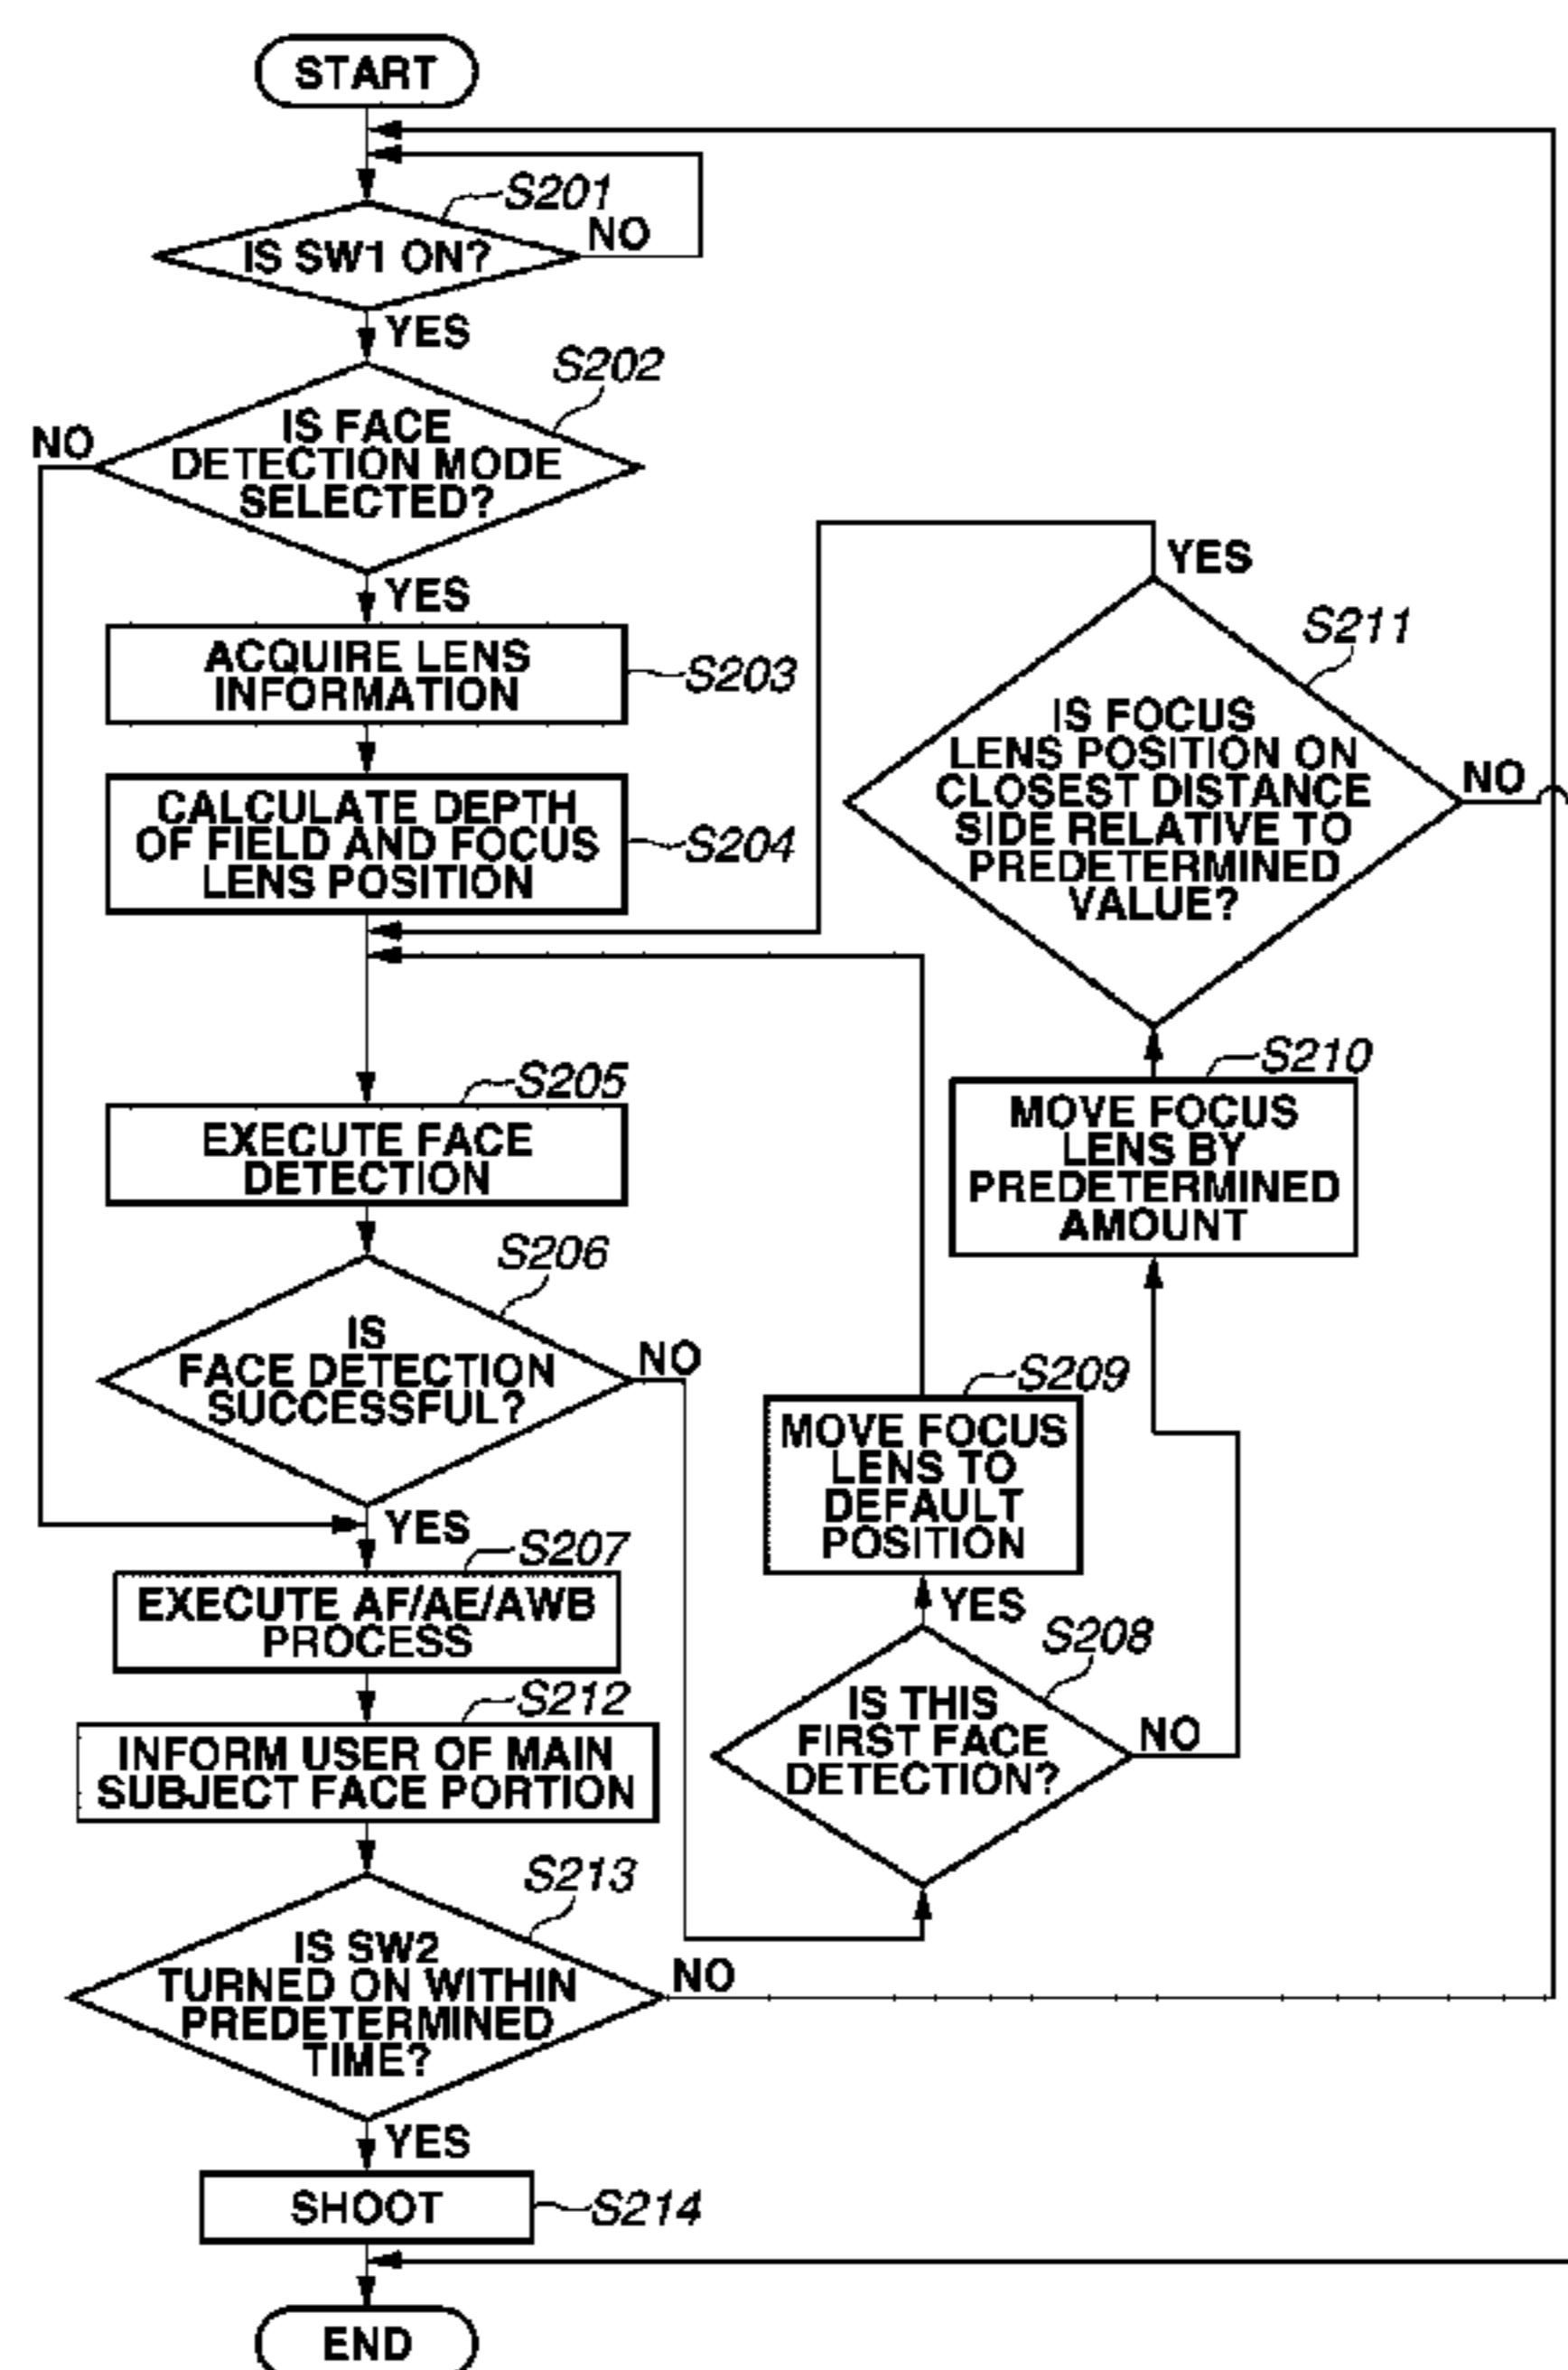 START
S201
IS SW1 ON?
NO
YES
S202
IS FACE
DETECTION MODE
SELECTED?
NO
YES
ACQUIRE LENS
INFORMATION
S203
CALCULATE DEPTH
OF FIELD AND FOCUS
LENS POSITION
S204
S205
EXECUTE FACE
DETECTION
S206
IS
FACE DETECTION
SUCCESSFUL?
NO
YES
S207
EXECUTE AF/AE/AWB
PROCESS
S212
INFORM USER OF MAIN
SUBJECT FACE PORTION
S213
IS SW2
TURNED ON WITHIN
PREDETERMINED
TIME?
NO
YES
SHOOT
S214
END
S208
IS THIS
FIRST FACE
DETECTION?
NO
YES
S209
MOVE FOCUS
LENS TO
DEFAULT
POSITION
S210
MOVE FOCUS
LENS BY
PREDETERMINED
AMOUNT
S211
IS FOCUS
LENS POSITION ON
CLOSEST DISTANCE
SIDE RELATIVE TO
PREDETERMINED
VALUE?
YES
NO